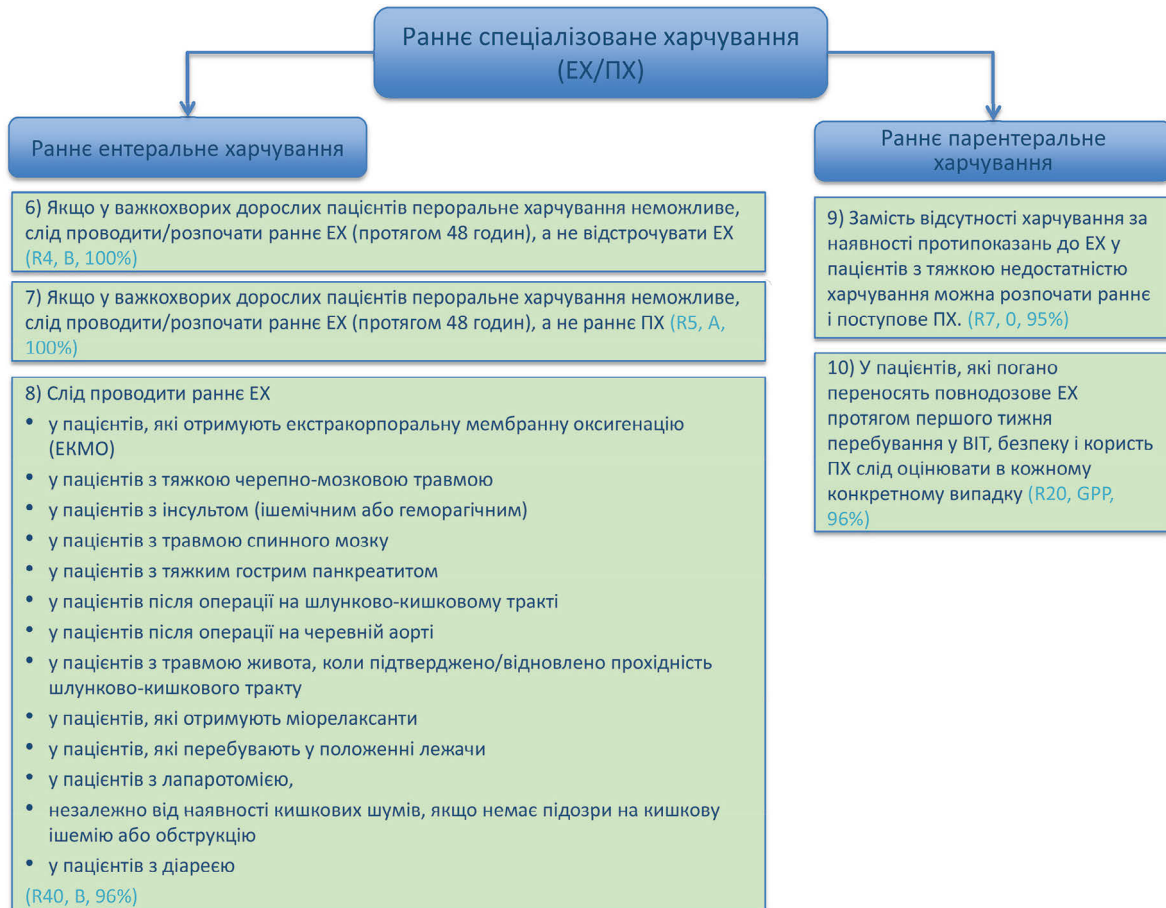 Раннє спеціалізоване харчування
(ЕХ/ПХ)
Раннє ентеральне харчування
6) Якщо у важкохворих дорослих пацієнтів пероральне харчування неможливе,
слід проводити/розпочати раннє ЕХ (протягом 48 годин), а не відстрочувати ЕХ
(R4, B, 100%)
7) Якщо у важкохворих дорослих пацієнтів пероральне харчування неможливе,
слід проводити/розпочати раннє ЕХ (протягом 48 годин), а не раннє ПХ (R5, A,
100%)
8) Слід проводити раннє ЕХ
• у пацієнтів, які отримують екстракорпоральну мембранну оксигенацію
(ЕКМО)
• у пацієнтів з тяжкою черепно-мозковою травмою
• у пацієнтів з інсультом (ішемічним або геморагічним)
• у пацієнтів з травмою спинного мозку
• у пацієнтів з тяжким гострим панкреатитом
• у пацієнтів після операції на шлунково-кишковому тракті
• у пацієнтів після операції на черевній аорті
• у пацієнтів з травмою живота, коли підтверджено/відновлено прохідність
шлунково-кишкового тракту
• у пацієнтів, які отримують міорелаксанти
• у пацієнтів, які перебувають у положенні лежачи
• у пацієнтів з лапаротомією,
• незалежно від наявності кишкових шумів, якщо немає підозри на кишкову
ішемію або обструкцію
• у пацієнтів з діареєю
(R40, B, 96%)
Раннє парентеральне
харчування
9) Замість відсутності харчування за
наявності протипоказань до ЕХ у
пацієнтів з тяжкою недостатністю
харчування можна розпочати раннє
і поступове ПХ. (R7, 0, 95%)
10) У пацієнтів, які погано
переносять повнодозове ЕХ
протягом першого тижня
перебування у ВІТ, безпеку і користь
ПХ слід оцінювати в кожному
конкретному випадку (R20, GPP,
96%)